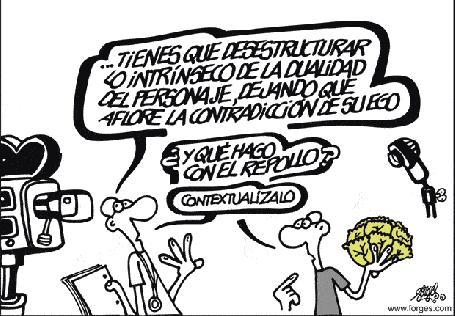 ...TIENES QUE DESESTRUCTURAR
LO INTRÍNSECO DE LA DUALIDAD
DEL PERSONAJE, DEJANDO QUE
AFLORE LA CONTRADICCIÓN DE SU EGO
¿Y QUÉ HAGO
CON EL REPOLLO?
CONTEXTUALÍZALO
www.forges.com